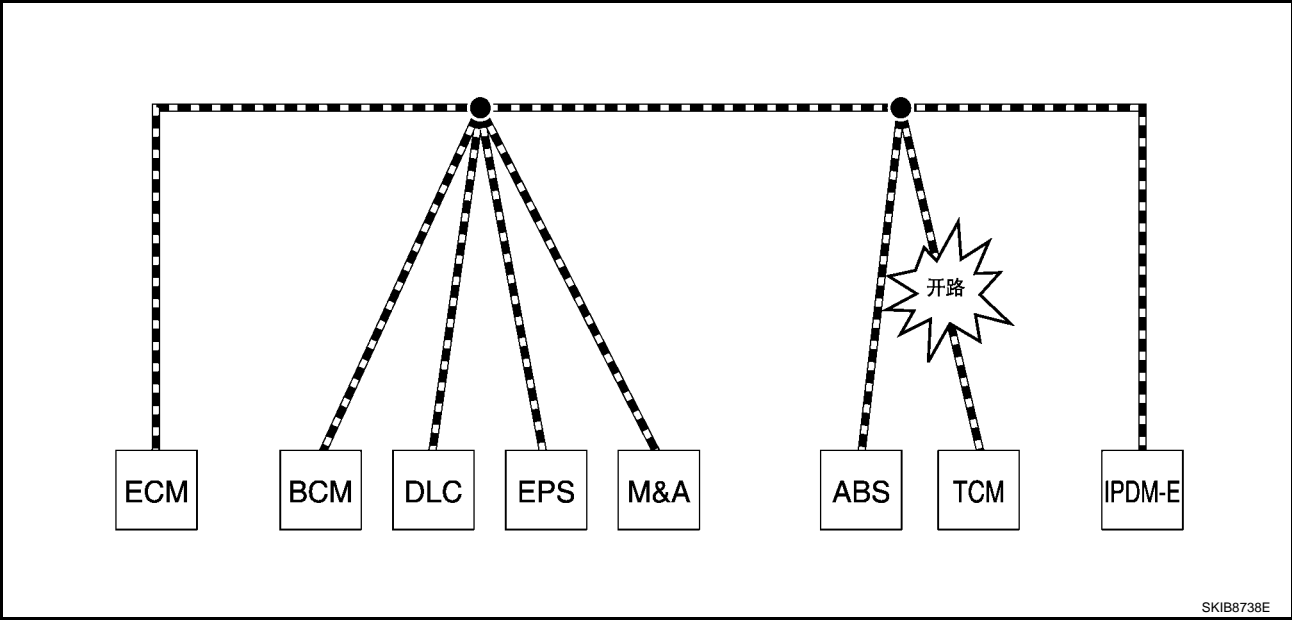 开路
ECM
BCM
DLC
EPS
M&A
ABS
TCM
IPDM-E
SKIB8738E